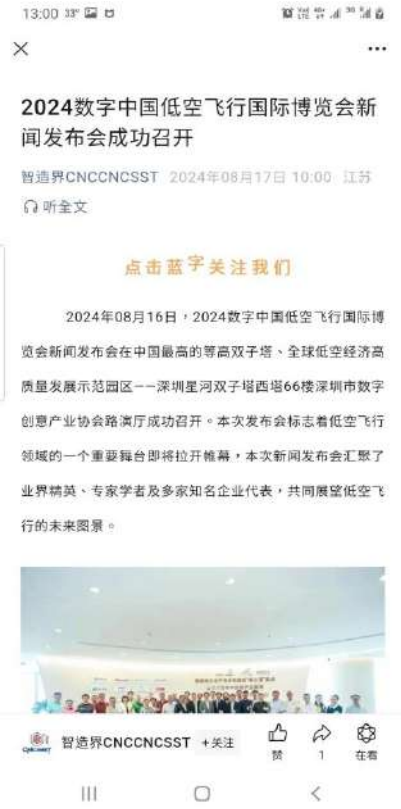 13:00 33°
2024数字中国低空飞行国际博览会新
闻发布会成功召开
智造界CNCCNCSST 2024年08月17日 10:00 江苏
听全文
点击蓝字关注我们
2024年08月16日，2024数字中国低空飞行国际博
览会新闻发布会在中国最高的等高双子塔、全球低空经济高
质量发展示范园区——深圳星河双子塔西塔66楼深圳市数字
创意产业协会路演厅成功召开。本次发布会标志着低空飞行
领域的一个重要舞台即将拉开帷幕，本次新闻发布会汇聚了
业界精英、专家学者及多家知名企业代表，共同展望低空飞
行的未来图景。
智造界CNCCNCSST +关注
赞 1 在看